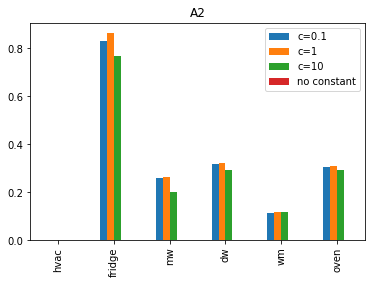 A2
c=0.1
c=1
c=10
no constant
0.8
0.6
0.4
0.2
0.0
hvac
fridge
mw
dw
wm
oven